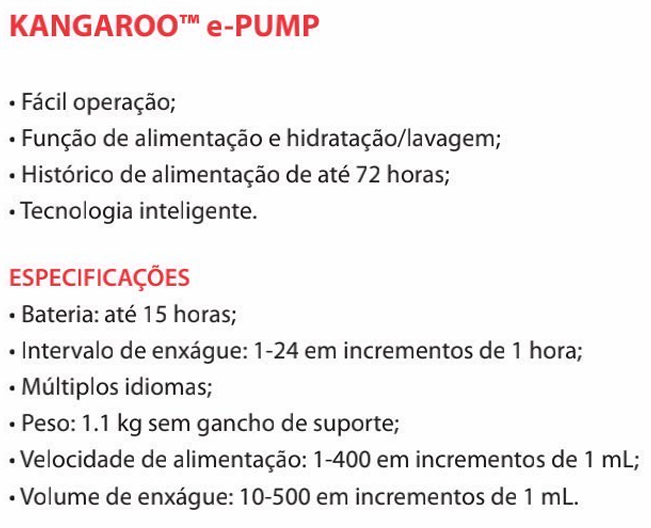 KANGAROO™ e-PUMP
• Fácil operação;
• Função de alimentação e hidratação/lavagem;
• Histórico de alimentação de até 72 horas;
• Tecnologia inteligente.
ESPECIFICAÇÕES
• Bateria: até 15 horas;
• Intervalo de enxágue: 1-24 em incrementos de 1 hora;
• Múltiplos idiomas;
• Peso: 1.1 kg sem gancho de suporte;
• Velocidade de alimentação: 1-400 em incrementos de 1 mL;
• Volume de enxágue: 10-500 em incrementos de 1 mL.